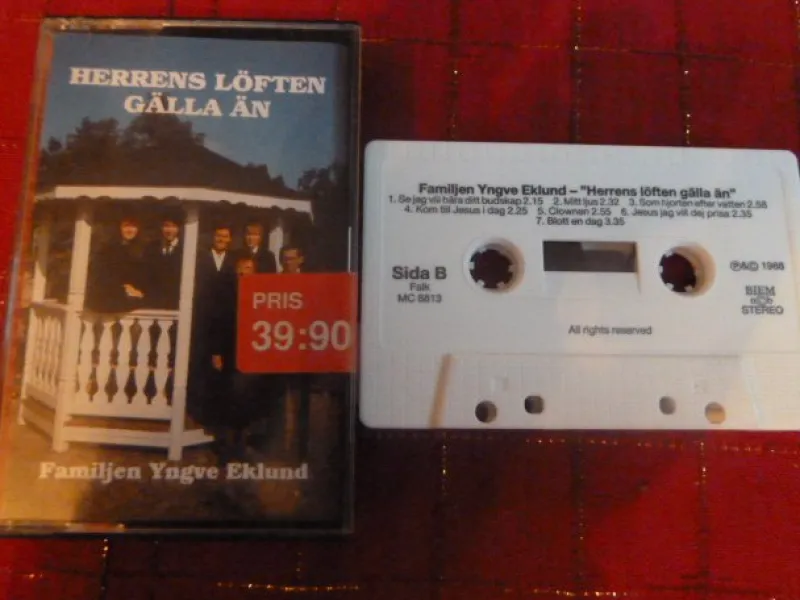 HERRENS LÖFTEN
GÄLLA ÄN
PRIS
39:90
Familjen Yngve Eklund
Familjen Yngve Eklund – "Herrens löften gälla än"
1. Se jag vill bära ditt budskap 2.15 2. Mitt ljus 2.32 3. Som hjorten efter vatten 2.58
4. Kom till Jesus i dag 2.25 5. Clownen 2.55 6. Jesus jag vill dej prisa 2.35
7. Blott en dag 3.35
Sida B
Falk
MC 8813
℗&© 1988
BIEM
STEREO
All rights reserved